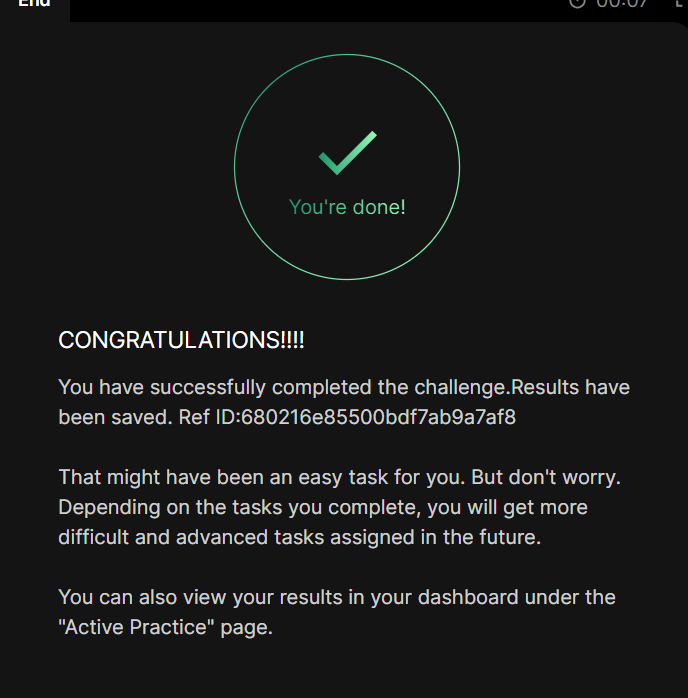 End
00:07
You're done!
CONGRATULATIONS!!!!
You have successfully completed the challenge.Results have
been saved. Ref ID:680216e85500bdf7ab9a7af8
That might have been an easy task for you. But don't worry.
Depending on the tasks you complete, you will get more
difficult and advanced tasks assigned in the future.
You can also view your results in your dashboard under the
"Active Practice" page.